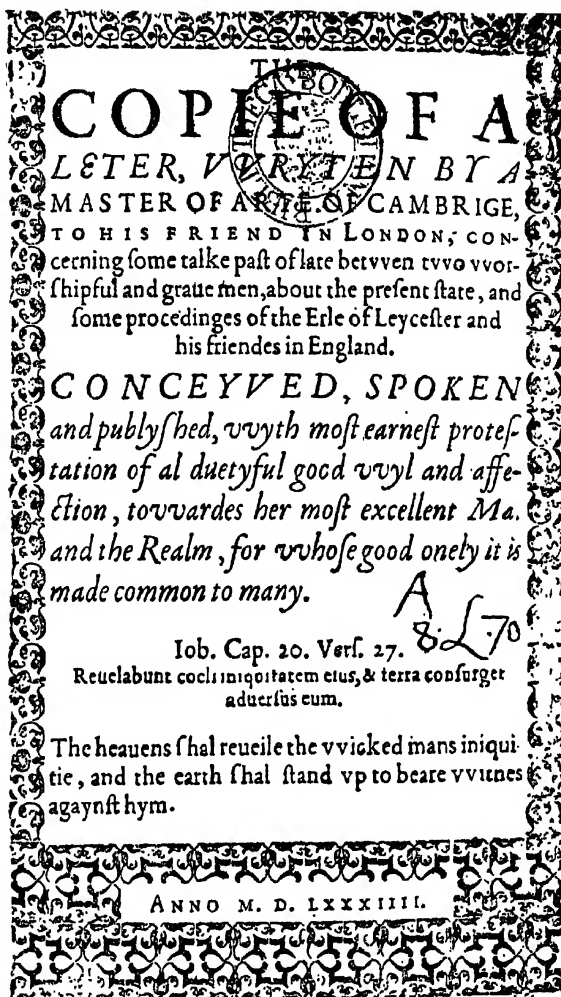 THE
COPIE OF A
LETER, VVRYTEN BY A
MASTER OF ARTE OF CAMBRIGE,
TO HIS FRIEND IN LONDON, CON-
cerning ſome talke paſt of late betvven tvvo vvor-
ſhipful and graue men, about the preſent ſtate, and
ſome procedinges of the Erle of Leyceſter and
his friendes in England.
CONCEYVED, SPOKEN
and publyſhed, vvyth moſt earneſt proteſ-
tation of al duetyful good vvyl and affe-
ction, tovvardes her moſt excellent Ma.
and the Realm, for vvhoſe good onely it is
made common to many.
A
8. L. 70
Iob. Cap. 20. Verſ. 27.
Reuelabunt coeli iniquitatem eius, & terra conſurget
aduerſus eum.
The heauens ſhal reueile the vvicked mans iniqui-
tie, and the earth ſhal ſtand vp to beare vvitnes
agaynſt hym.
ANNO M. D. LXXXIIII.